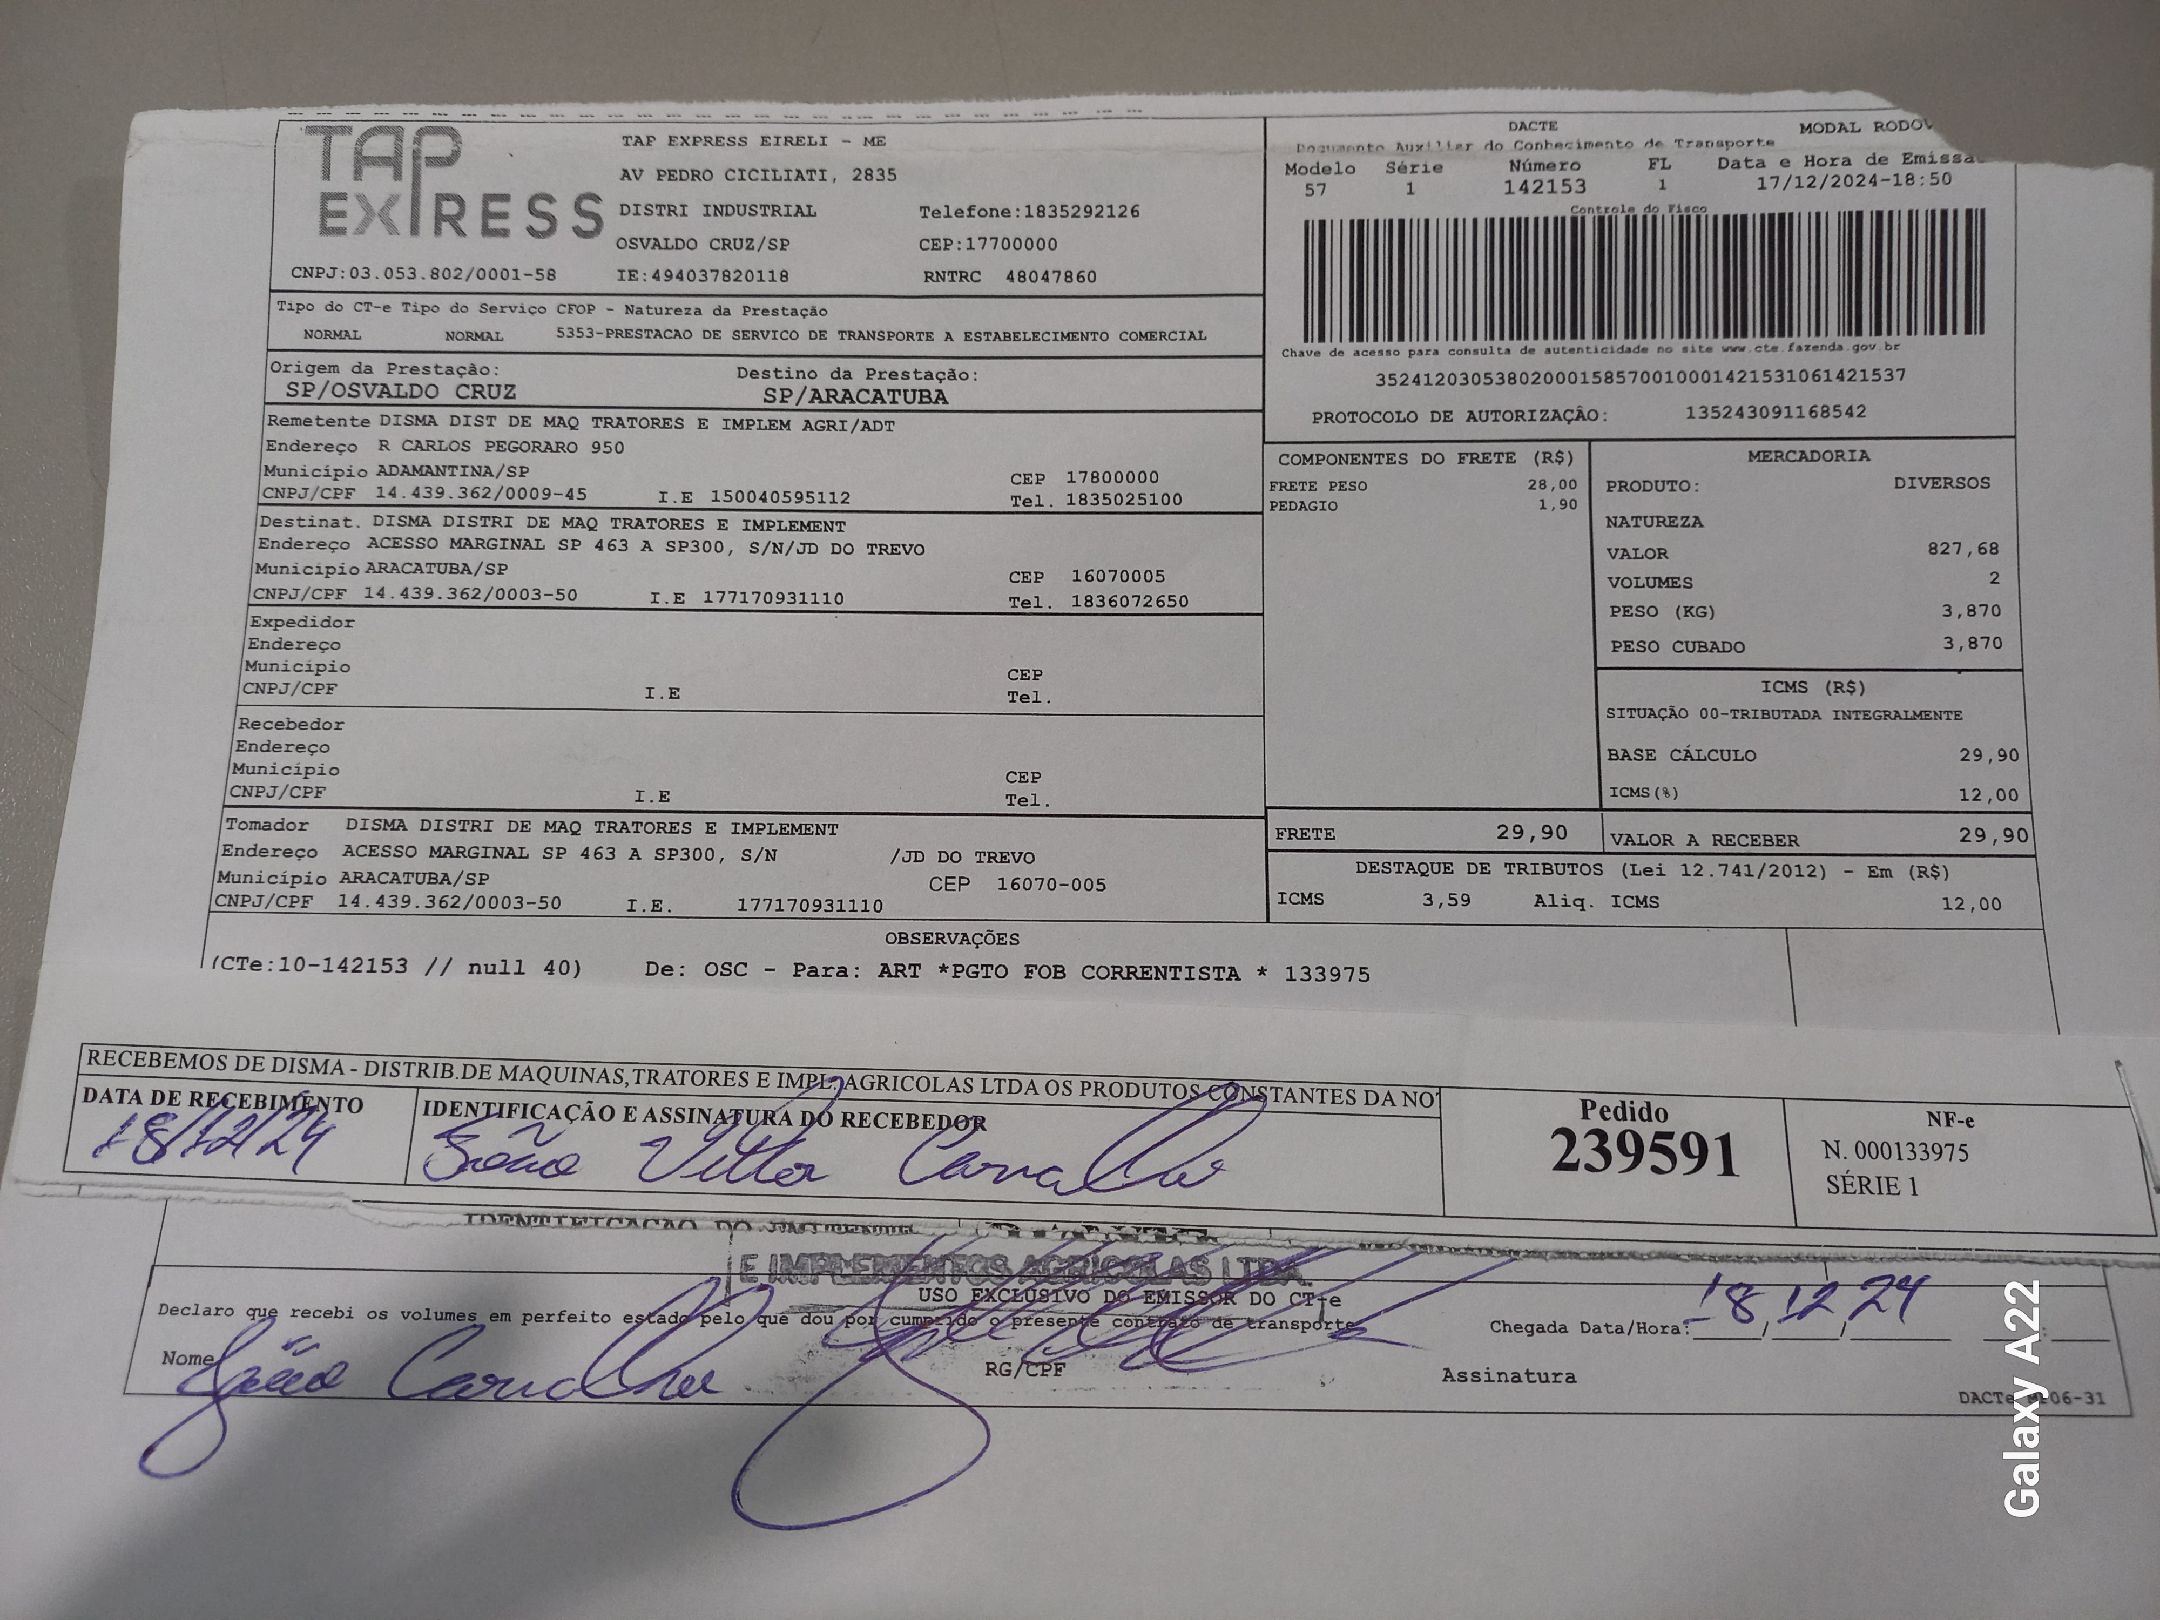 TAP EXPRESS
TAP EXPRESS EIRELI - ME
AV PEDRO CICILIATI, 2835
DISTRI INDUSTRIAL Telefone:1835292126
OSVALDO CRUZ/SP CEP:17700000
CNPJ:03.053.802/0001-58 IE:494037820118 RNTRC 48047860
DACTE MODAL RODOV
Documento Auxiliar do Conhecimento de Transporte
Modelo Série Número FL Data e Hora de Emissã
57 1 142153 1 17/12/2024-18:50
Controle do Fisco
Chave de acesso para consulta de autenticidade no site www.cte.fazenda.gov.br
35241203053802000158570010001421531061421537
PROTOCOLO DE AUTORIZAÇÃO: 135243091168542
Tipo do CT-e Tipo do Serviço CFOP - Natureza da Prestação
NORMAL NORMAL 5353-PRESTACAO DE SERVICO DE TRANSPORTE A ESTABELECIMENTO COMERCIAL
Origem da Prestação: Destino da Prestação:
SP/OSVALDO CRUZ SP/ARACATUBA
Remetente DISMA DIST DE MAQ TRATORES E IMPLEM AGRI/ADT
Endereço R CARLOS PEGORARO 950
Município ADAMANTINA/SP CEP 17800000
CNPJ/CPF 14.439.362/0009-45 I.E 150040595112 Tel. 1835025100
Destinat. DISMA DISTRI DE MAQ TRATORES E IMPLEMENT
Endereço ACESSO MARGINAL SP 463 A SP300, S/N/JD DO TREVO
Município ARACATUBA/SP CEP 16070005
CNPJ/CPF 14.439.362/0003-50 I.E 177170931110 Tel. 1836072650
Expedidor
Endereço
Município CEP
CNPJ/CPF I.E Tel.
Recebedor
Endereço
Município CEP
CNPJ/CPF I.E Tel.
Tomador DISMA DISTRI DE MAQ TRATORES E IMPLEMENT
Endereço ACESSO MARGINAL SP 463 A SP300, S/N /JD DO TREVO
Município ARACATUBA/SP CEP 16070-005
CNPJ/CPF 14.439.362/0003-50 I.E. 177170931110
COMPONENTES DO FRETE (R$)
FRETE PESO 28,00
PEDAGIO 1,90
MERCADORIA
PRODUTO: DIVERSOS
NATUREZA
VALOR 827,68
VOLUMES 2
PESO (KG) 3,870
PESO CUBADO 3,870
ICMS (R$)
SITUAÇÃO 00-TRIBUTADA INTEGRALMENTE
BASE CÁLCULO 29,90
ICMS(%) 12,00
FRETE 29,90 VALOR A RECEBER 29,90
DESTAQUE DE TRIBUTOS (Lei 12.741/2012) - Em (R$)
ICMS 3,59 Aliq. ICMS 12,00
OBSERVAÇÕES
(CTe:10-142153 // null 40) De: OSC - Para: ART *PGTO FOB CORRENTISTA * 133975
RECEBEMOS DE DISMA - DISTRIB.DE MAQUINAS,TRATORES E IMPL. AGRICOLAS LTDA OS PRODUTOS CONSTANTES DA NOT
DATA DE RECEBIMENTO IDENTIFICAÇÃO E ASSINATURA DO RECEBEDOR
18/12/24 João Vittor Carvalho
Pedido
239591
NF-e
N. 000133975
SÉRIE 1
E IMPLEMENTOS AGRICOLAS LTDA.
USO EXCLUSIVO DO EMISSOR DO CT-e
Declaro que recebi os volumes em perfeito estado pelo que dou por cumprido o presente contrato de transporte
Chegada Data/Hora: 18/12/24 :
Nome João Carvalho RG/CPF Assinatura
06-31
Galaxy A22